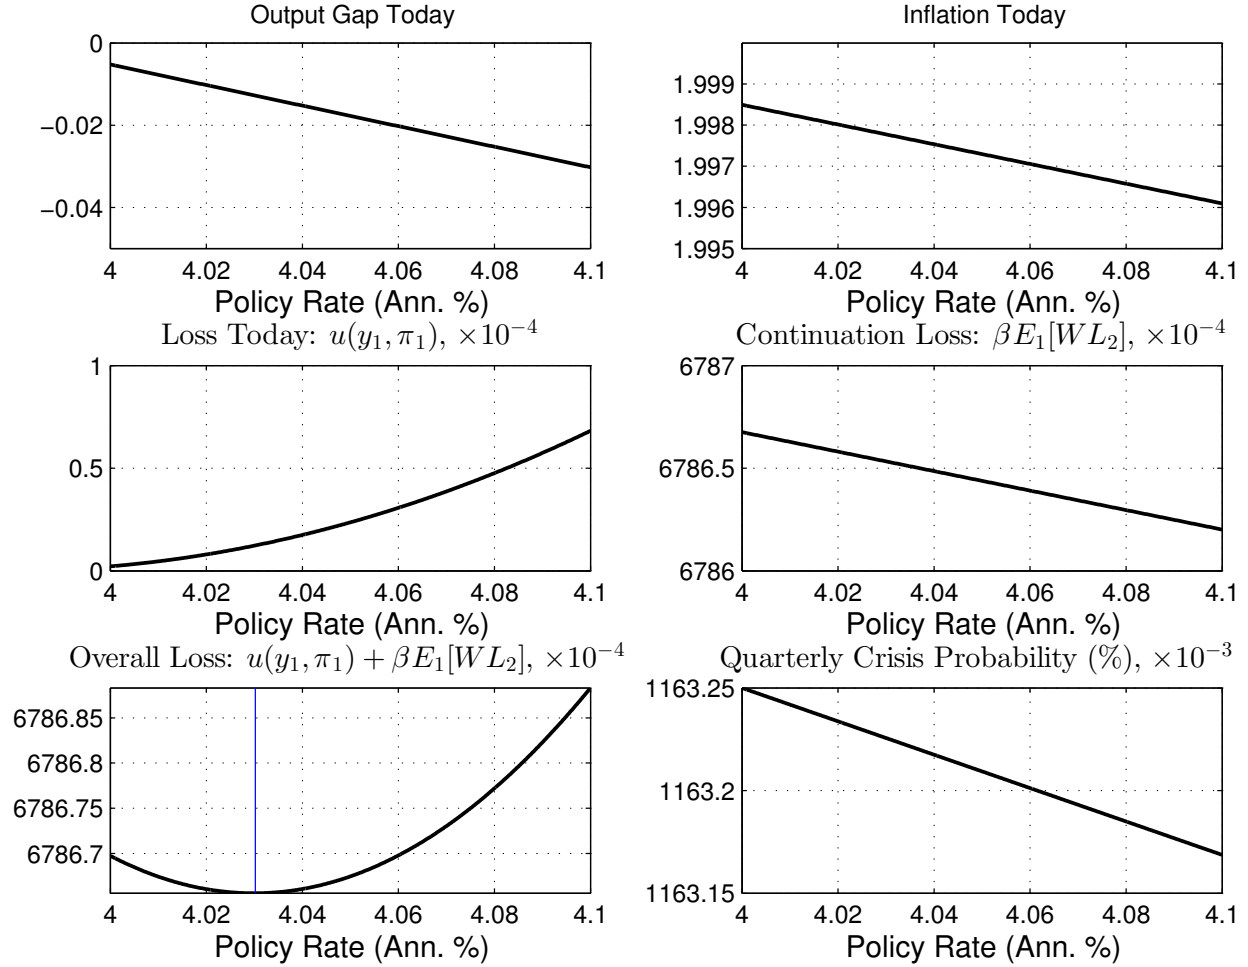 Output Gap Today
0
−0.02
−0.04
4 4.02 4.04 4.06 4.08 4.1
Policy Rate (Ann. %)
Inflation Today
1.999
1.998
1.997
1.996
1.995
4 4.02 4.04 4.06 4.08 4.1
Policy Rate (Ann. %)
Loss Today: u(y₁, π₁), ×10⁻⁴
1
0.5
0
4 4.02 4.04 4.06 4.08 4.1
Policy Rate (Ann. %)
Continuation Loss: βE₁[WL₂], ×10⁻⁴
6787
6786.5
6786
4 4.02 4.04 4.06 4.08 4.1
Policy Rate (Ann. %)
Overall Loss: u(y₁, π₁) + βE₁[WL₂], ×10⁻⁴
6786.85
6786.8
6786.75
6786.7
4 4.02 4.04 4.06 4.08 4.1
Policy Rate (Ann. %)
Quarterly Crisis Probability (%), ×10⁻³
1163.25
1163.2
1163.15
4 4.02 4.04 4.06 4.08 4.1
Policy Rate (Ann. %)